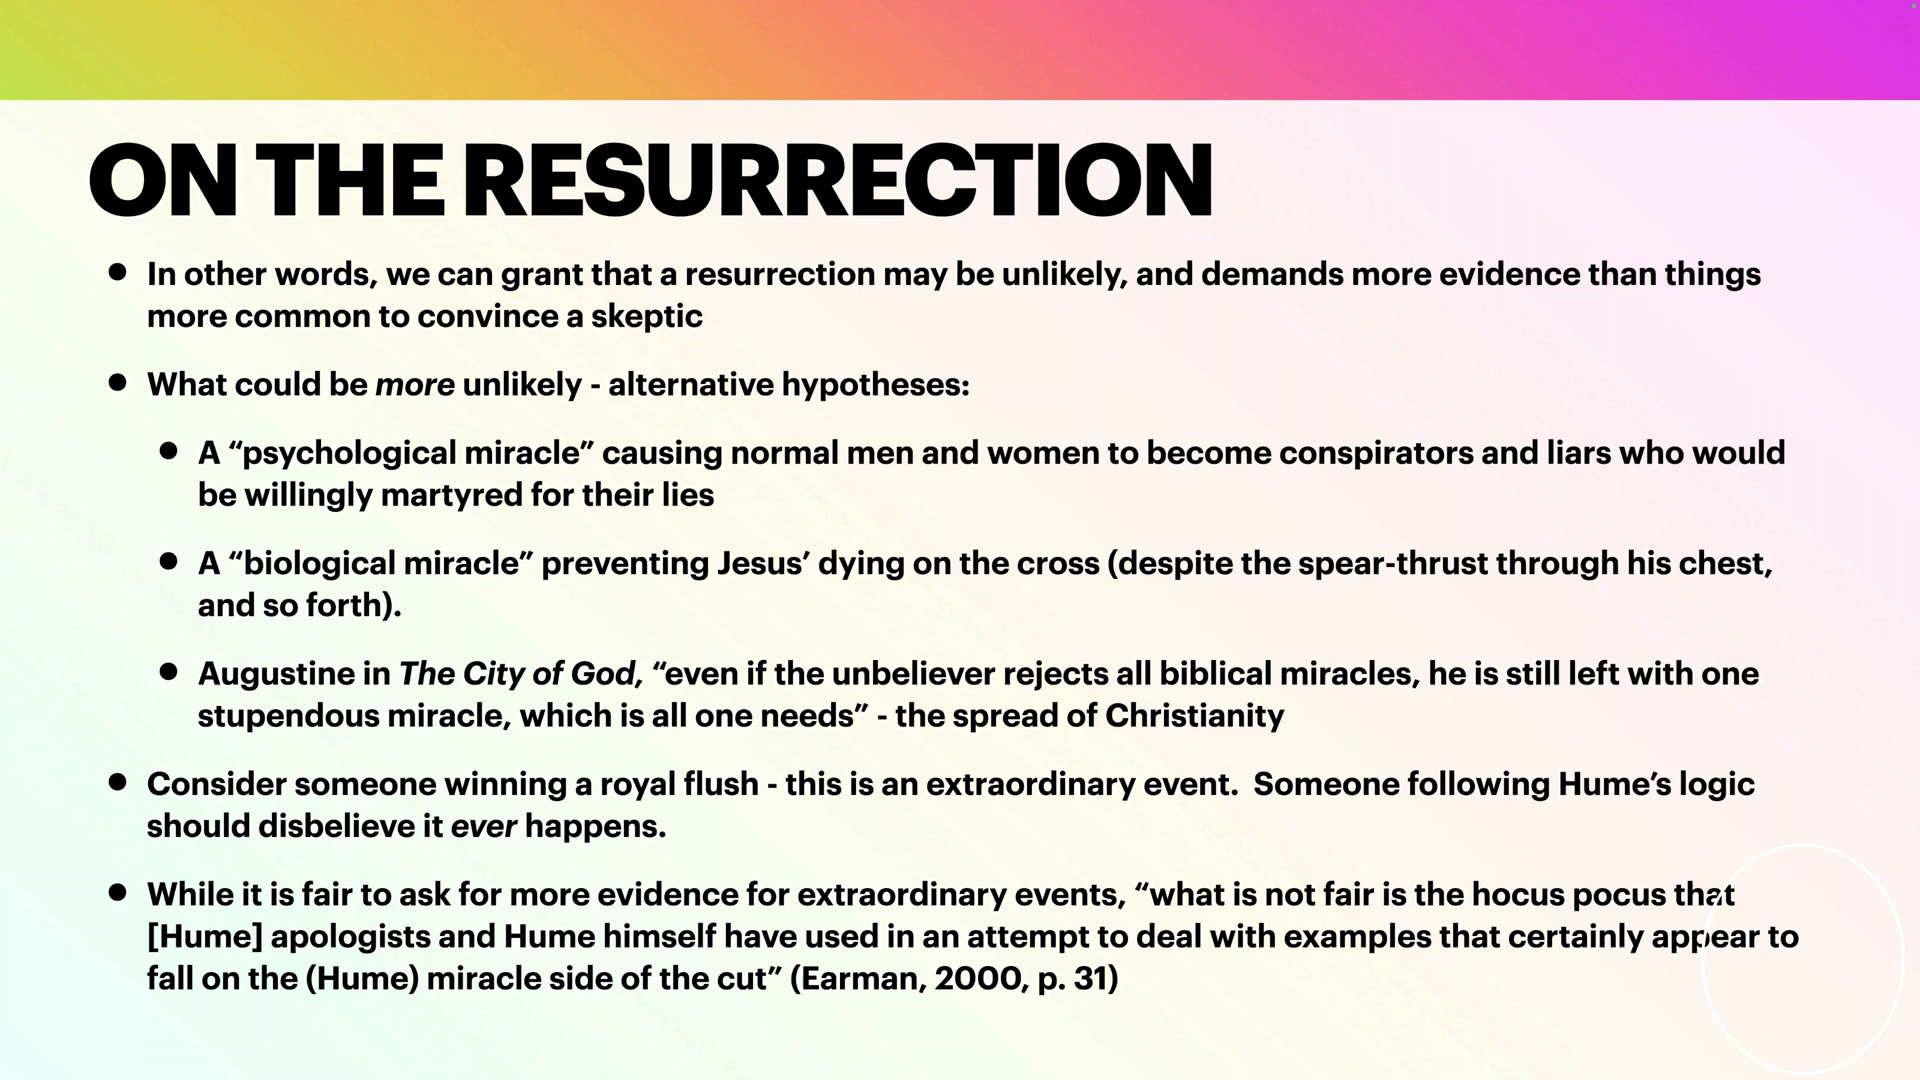 ON THE RESURRECTION
• In other words, we can grant that a resurrection may be unlikely, and demands more evidence than things
more common to convince a skeptic
• What could be more unlikely - alternative hypotheses:
• A “psychological miracle” causing normal men and women to become conspirators and liars who would
be willingly martyred for their lies
• A “biological miracle” preventing Jesus’ dying on the cross (despite the spear-thrust through his chest,
and so forth).
• Augustine in The City of God, “even if the unbeliever rejects all biblical miracles, he is still left with one
stupendous miracle, which is all one needs” - the spread of Christianity
• Consider someone winning a royal flush - this is an extraordinary event.  Someone following Hume’s logic
should disbelieve it ever happens.
• While it is fair to ask for more evidence for extraordinary events, “what is not fair is the hocus pocus that
[Hume] apologists and Hume himself have used in an attempt to deal with examples that certainly appear to
fall on the (Hume) miracle side of the cut” (Earman, 2000, p. 31)